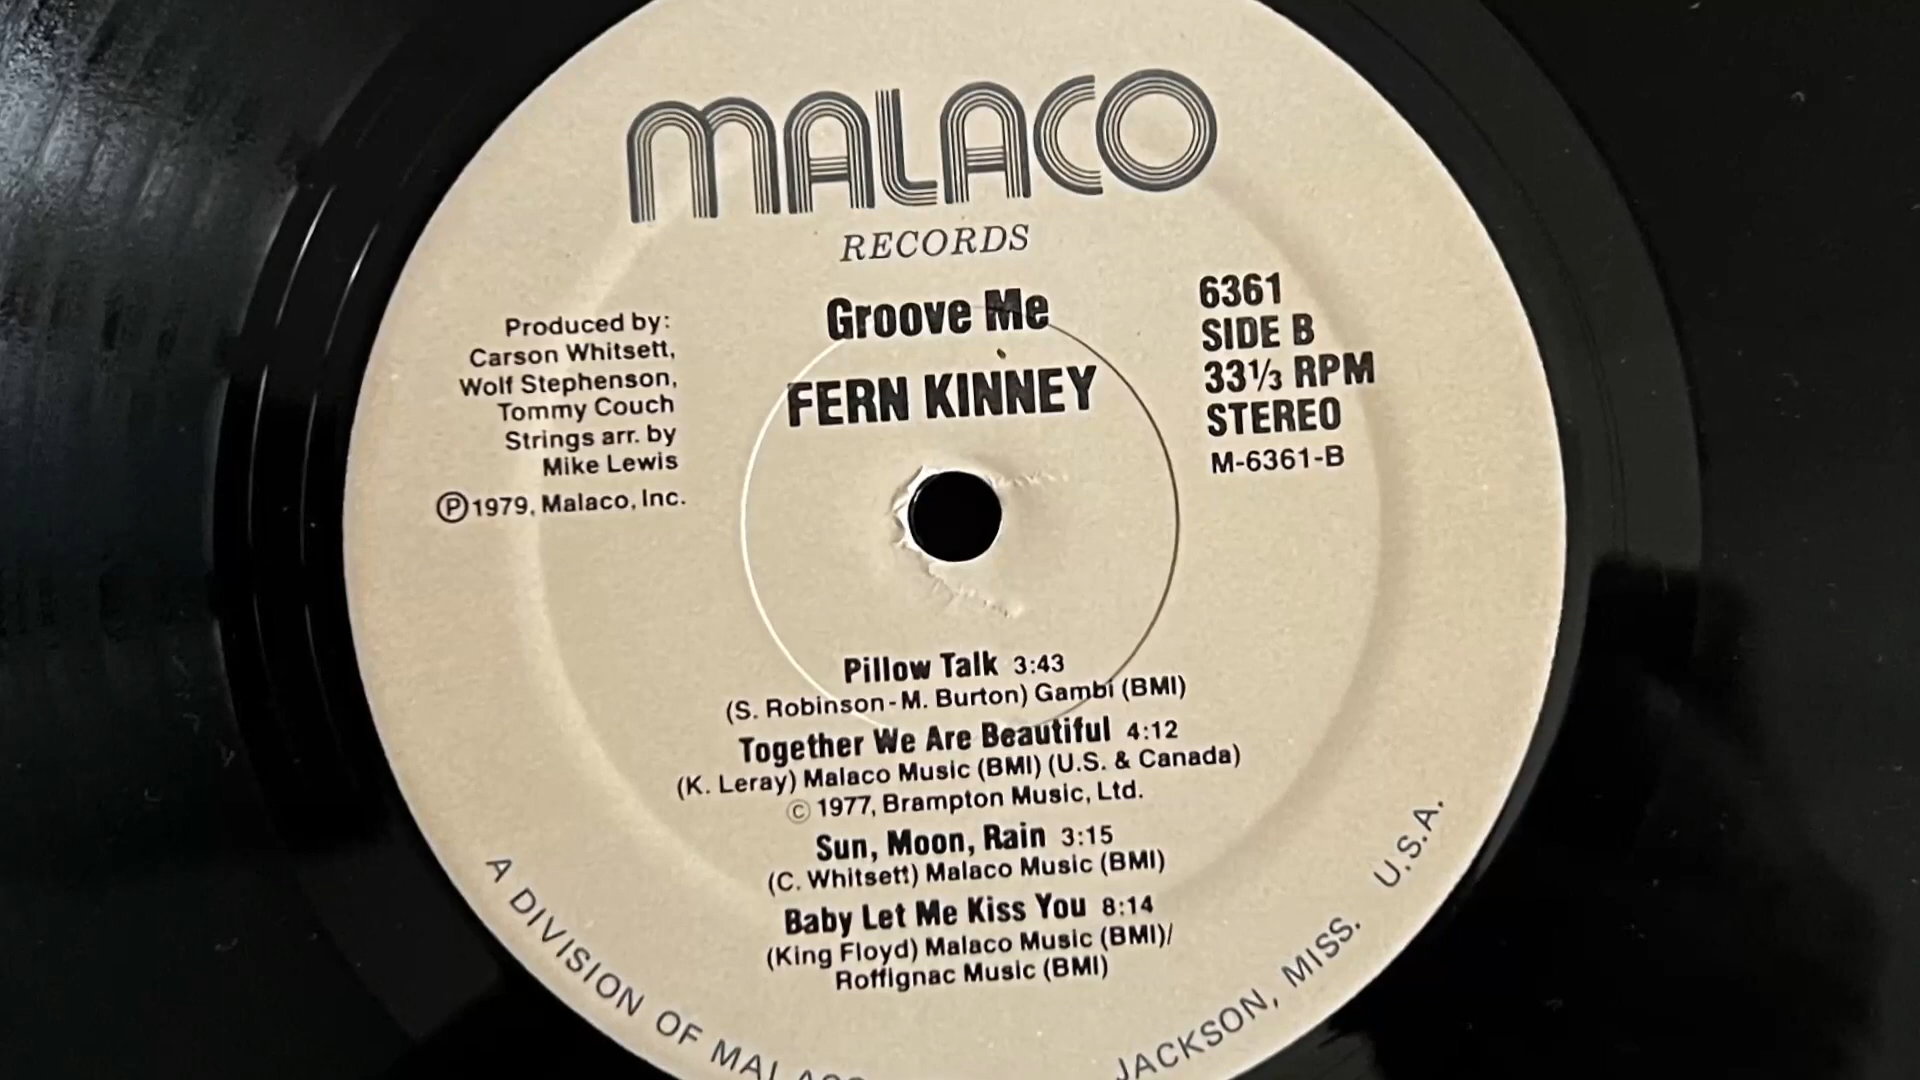 MALACO
RECORDS
Groove Me
FERN KINNEY
Produced by:
Carson Whitsett,
Wolf Stephenson,
Tommy Couch
Strings arr. by
Mike Lewis
Ⓟ1979, Malaco, Inc.
6361
SIDE B
33⅓ RPM
STEREO
M-6361-B
Pillow Talk 3:43
(S. Robinson-M. Burton) Gambi (BMI)
Together We Are Beautiful 4:12
(K. Leray) Malaco Music (BMI) (U.S. & Canada)
© 1977, Brampton Music, Ltd.
Sun, Moon, Rain 3:15
(C. Whitsett) Malaco Music (BMI)
Baby Let Me Kiss You 8:14
(King Floyd) Malaco Music (BMI)/
Roffignac Music (BMI)
A DIVISION OF
JACKSON, MISS. U.S.A.